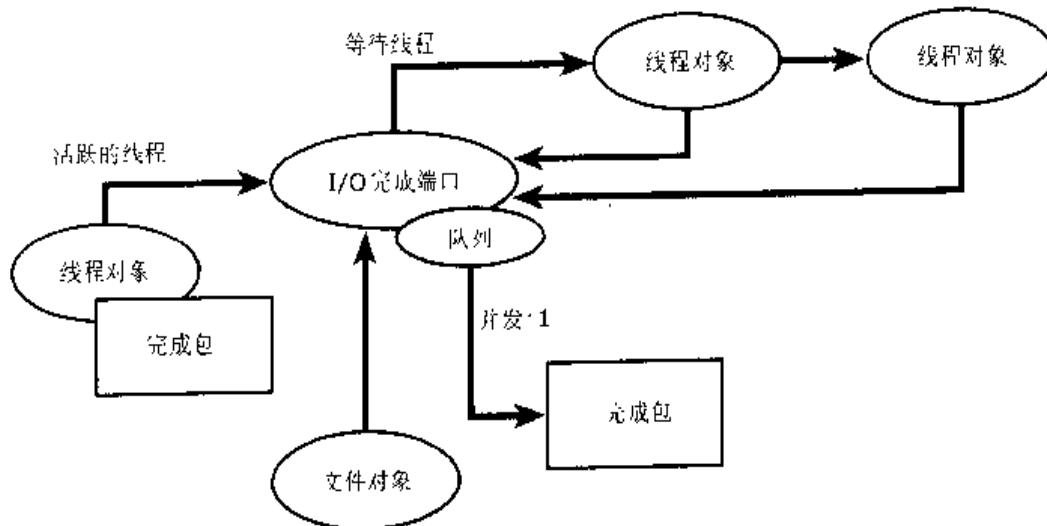 等待线程
线程对象
线程对象
活跃的线程
I/O 完成端口
队列
线程对象
并发:1
完成包
完成包
文件对象